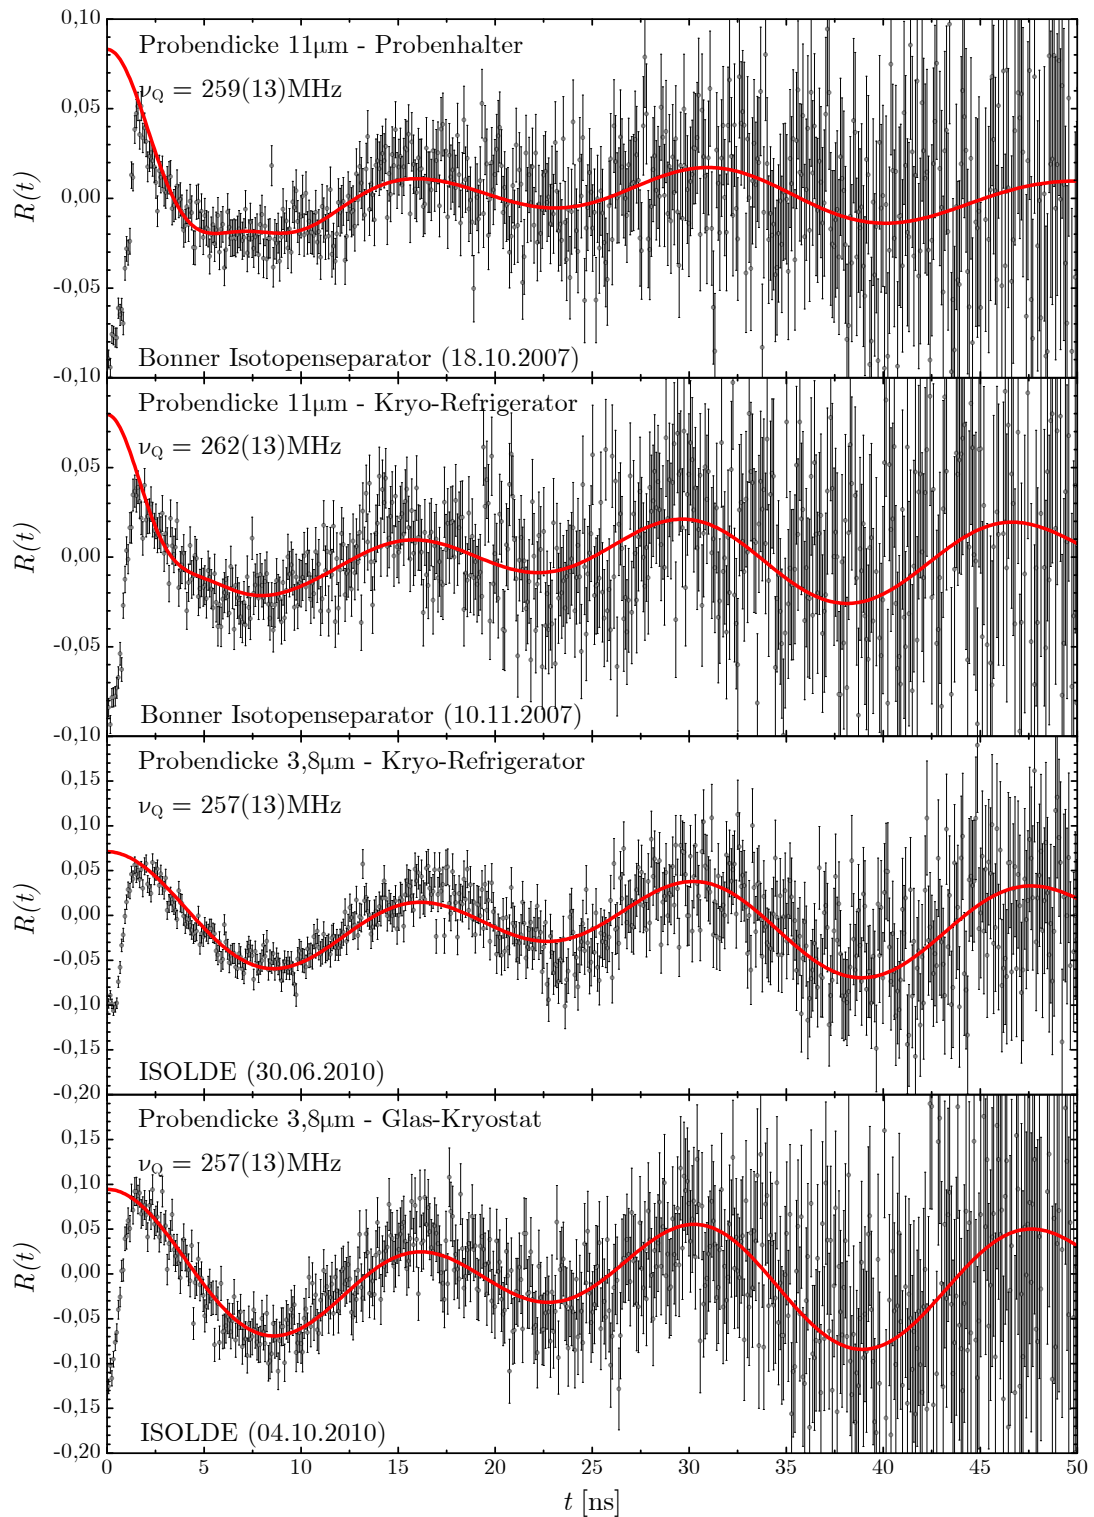 0,10
Probendicke 11μm - Probenhalter
ν_Q = 259(13)MHz
0,05
R(t)
0,00
-0,05
Bonner Isotopenseparator (18.10.2007)
-0,10
Probendicke 11μm - Kryo-Refrigerator
ν_Q = 262(13)MHz
0,05
R(t)
0,00
-0,05
Bonner Isotopenseparator (10.11.2007)
-0,10
Probendicke 3,8μm - Kryo-Refrigerator
0,15
ν_Q = 257(13)MHz
0,10
0,05
R(t)
0,00
-0,05
-0,10
-0,15
ISOLDE (30.06.2010)
-0,20
Probendicke 3,8μm - Glas-Kryostat
0,15
ν_Q = 257(13)MHz
0,10
0,05
R(t)
0,00
-0,05
-0,10
-0,15
ISOLDE (04.10.2010)
-0,20
0 5 10 15 20 25 30 35 40 45 50
t [ns]